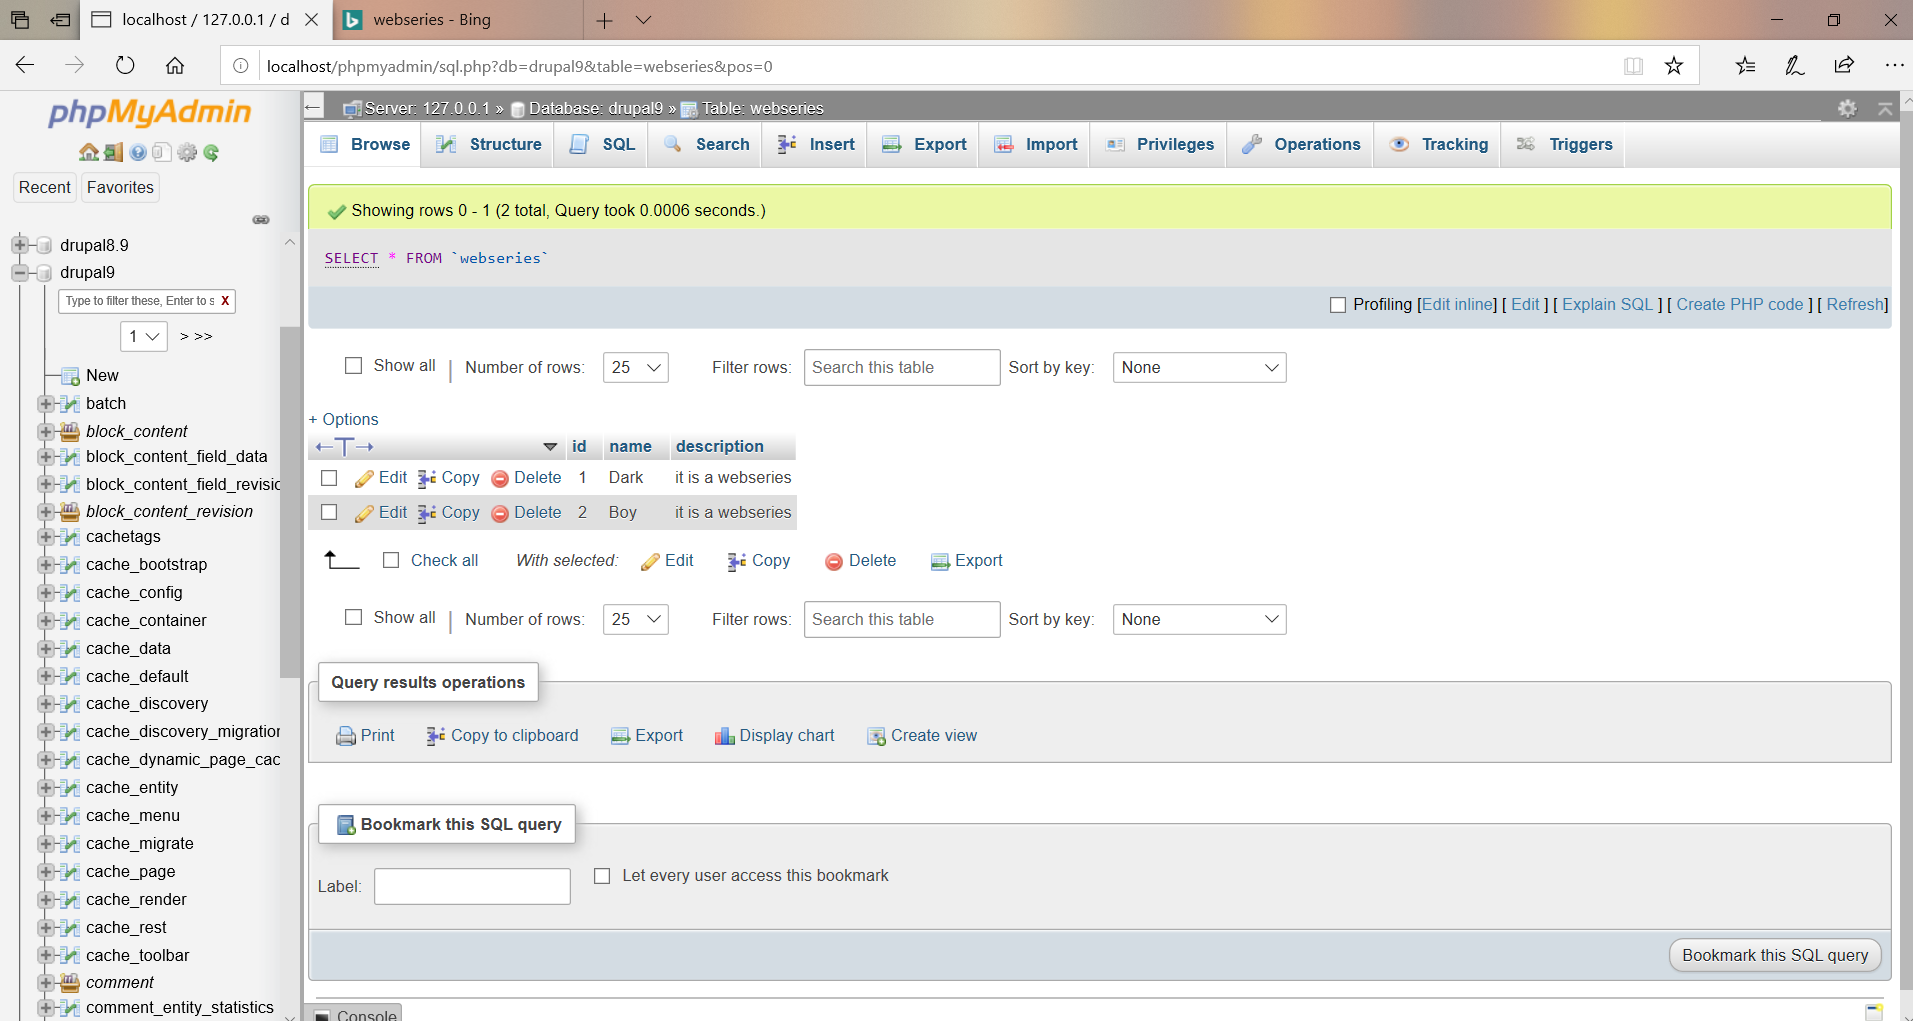 localhost / 127.0.0.1 / d
webseries - Bing
localhost/phpmyadmin/sql.php?db=drupal9&table=webseries&pos=0
phpMyAdmin
Recent Favorites
drupal8.9
drupal9
Type to filter these, Enter to s X
1 > >>
New
batch
block_content
block_content_field_data
block_content_field_revisic
block_content_revision
cachetags
cache_bootstrap
cache_config
cache_container
cache_data
cache_default
cache_discovery
cache_discovery_migration
cache_dynamic_page_cac
cache_entity
cache_menu
cache_migrate
cache_page
cache_render
cache_rest
cache_toolbar
comment
comment_entity_statistics
Server: 127.0.0.1 » Database: drupal9 » Table: webseries
Browse Structure SQL Search Insert Export Import Privileges Operations Tracking Triggers
Showing rows 0 - 1 (2 total, Query took 0.0006 seconds.)
SELECT * FROM `webseries`
Profiling [Edit inline] [ Edit ] [ Explain SQL ] [ Create PHP code ] [ Refresh]
Show all | Number of rows: 25 Filter rows: Search this table Sort by key: None
+ Options
←T→ id name description
Edit Copy Delete 1 Dark it is a webseries
Edit Copy Delete 2 Boy it is a webseries
Check all With selected: Edit Copy Delete Export
Show all | Number of rows: 25 Filter rows: Search this table Sort by key: None
Query results operations
Print Copy to clipboard Export Display chart Create view
Bookmark this SQL query
Label: Let every user access this bookmark
Bookmark this SQL query
Console